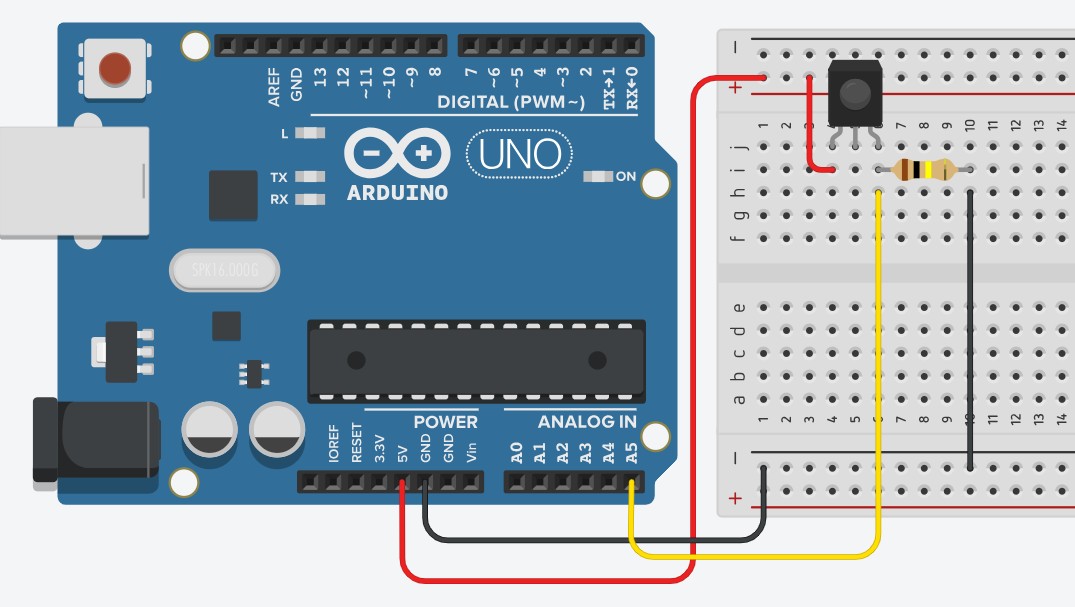 AREF
GND
13
12
~11
~10
~9
8
7
~6
~5
4
~3
2
TX→1
RX←0
DIGITAL (PWM~)
L
TX
RX
UNO
ARDUINO
ON
SPK16.000G
POWER
ANALOG IN
IOREF
RESET
3.3V
5V
GND
GND
Vin
A0
A1
A2
A3
A4
A5
–
+
1 2 3 7 8 9 10 11 12 13 14
j
i
h
g
f
e
d
c
b
a
1 2 3 4 5 6 7 8 9 10 11 12 13 14
–
+